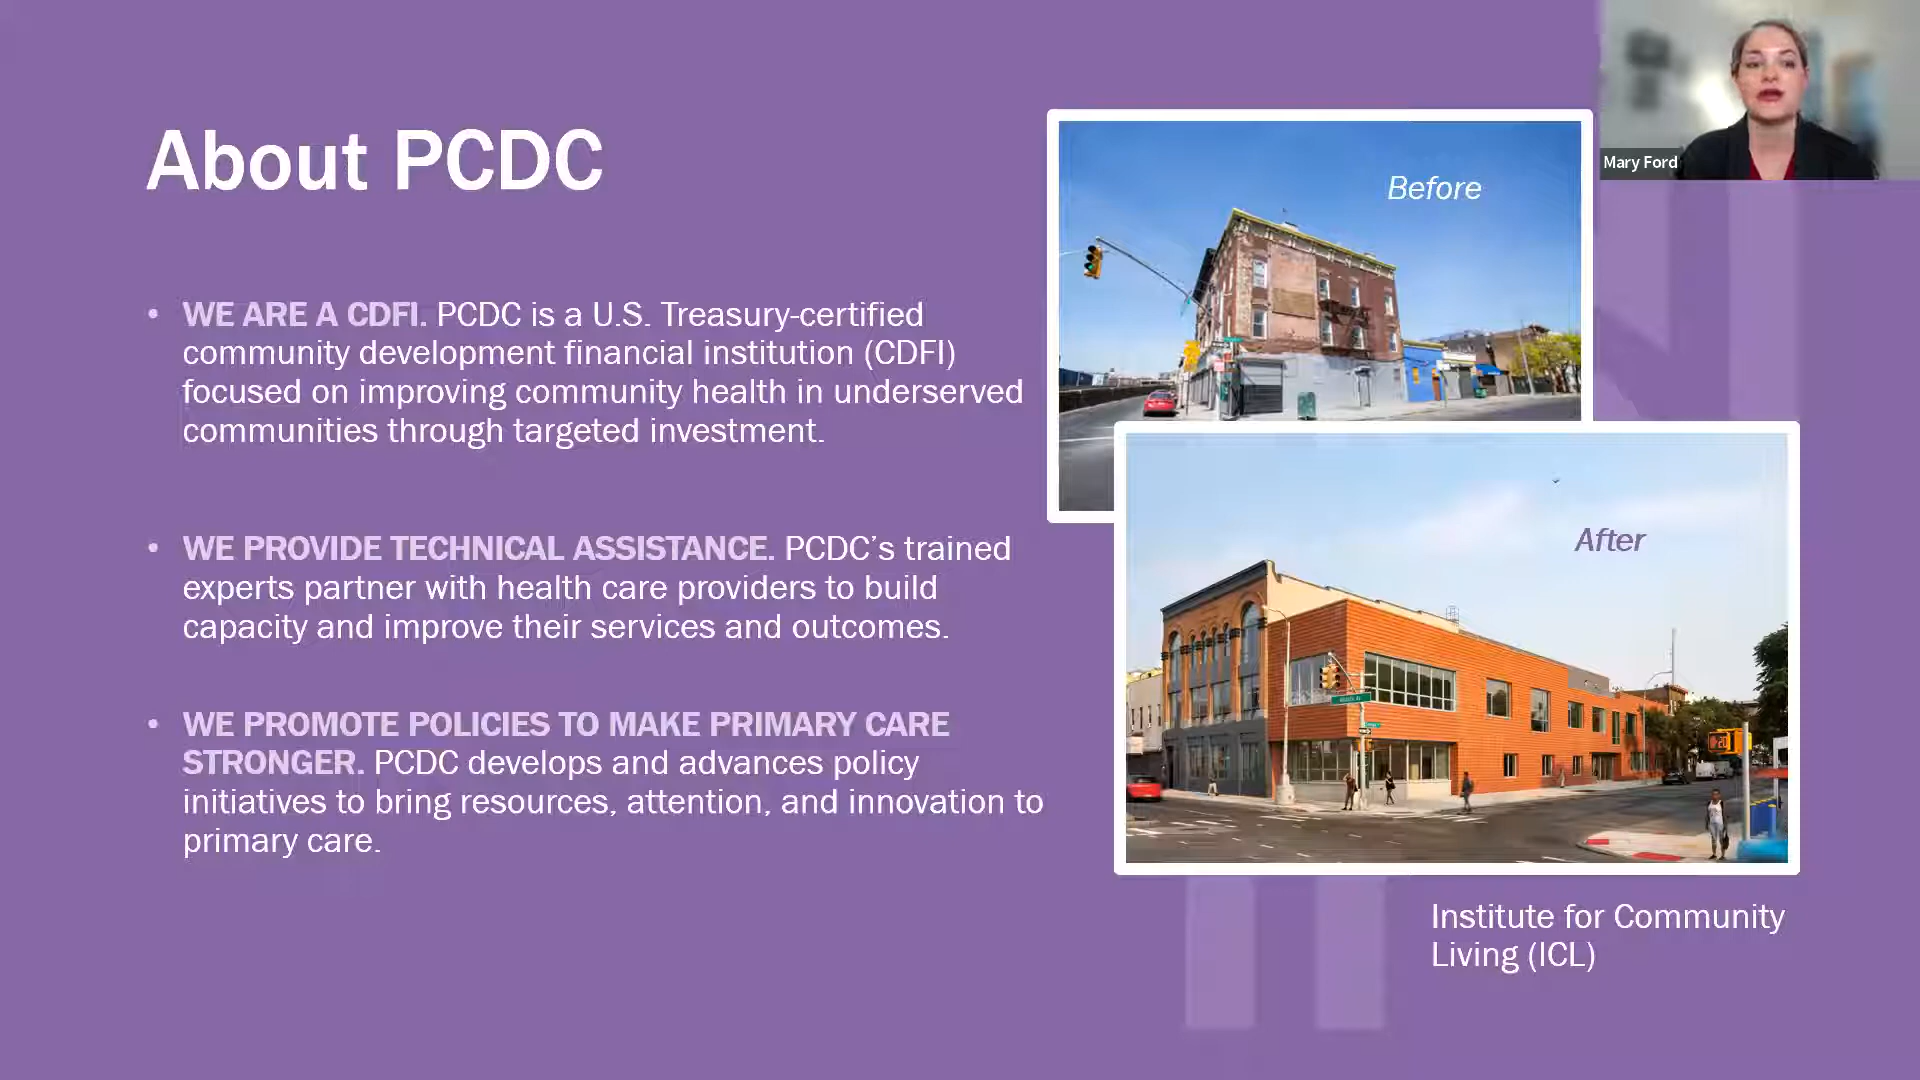 About PCDC
• WE ARE A CDFI. PCDC is a U.S. Treasury-certified
community development financial institution (CDFI)
focused on improving community health in underserved
communities through targeted investment.
• WE PROVIDE TECHNICAL ASSISTANCE. PCDC’s trained
experts partner with health care providers to build
capacity and improve their services and outcomes.
• WE PROMOTE POLICIES TO MAKE PRIMARY CARE
STRONGER. PCDC develops and advances policy
initiatives to bring resources, attention, and innovation to
primary care.
Before
After
Institute for Community
Living (ICL)
Mary Ford